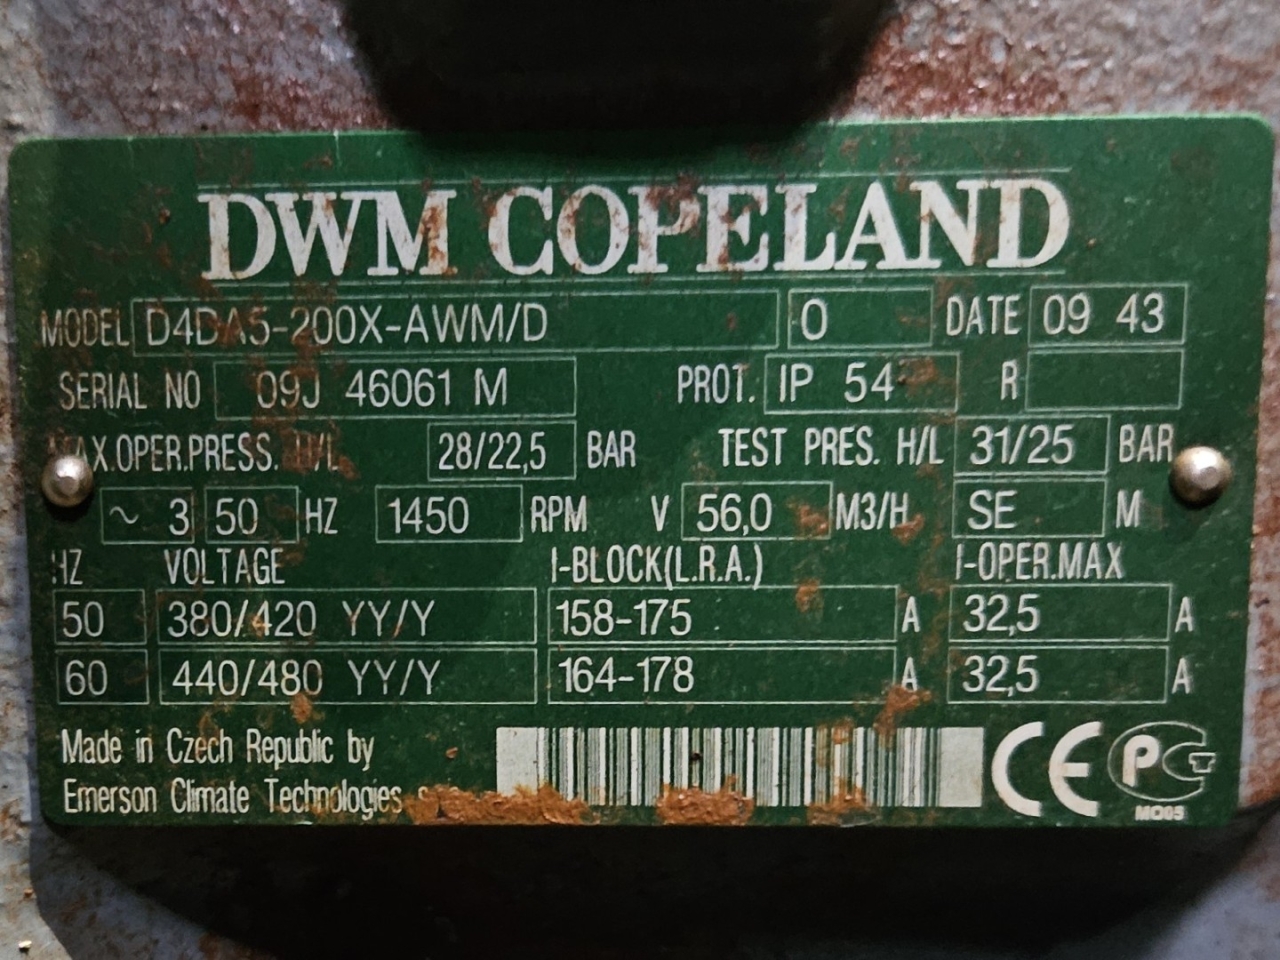 DWM COPELAND
MODEL D4DA5-200X-AWM/D 0 DATE 09 43
SERIAL NO 09J 46061 M PROT. IP 54 R
MAX.OPER.PRESS. H/L 28/22,5 BAR TEST PRES. H/L 31/25 BAR
~ 3 50 HZ 1450 RPM V 56,0 M3/H SE M
HZ VOLTAGE I-BLOCK(L.R.A.) I-OPER.MAX
50 380/420 YY/Y 158-175 A 32,5 A
60 440/480 YY/Y 164-178 A 32,5 A
Made in Czech Republic by
Emerson Climate Technologies
CE PCT
MO05